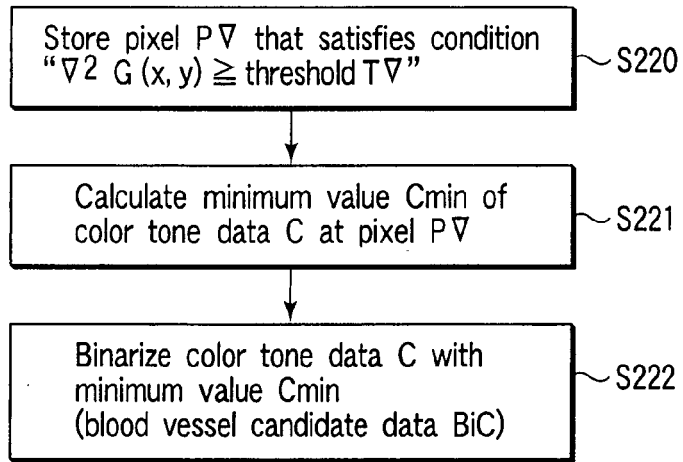 Store pixel P∇ that satisfies condition
“∇2 G(x, y) ≧ threshold T∇”
S220
Calculate minimum value Cmin of
color tone data C at pixel P∇
S221
Binarize color tone data C with
minimum value Cmin
(blood vessel candidate data BiC)
S222